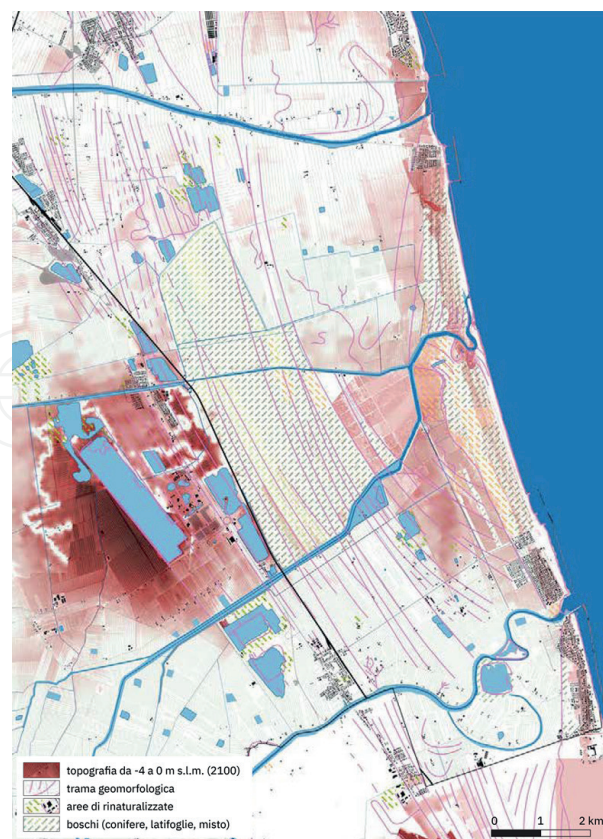 topografia da -4 a 0 m s.l.m. (2100)
trama geomorfologica
aree di rinaturalizzate
boschi (conifere, latifoglie, misto)
0 1 2 km